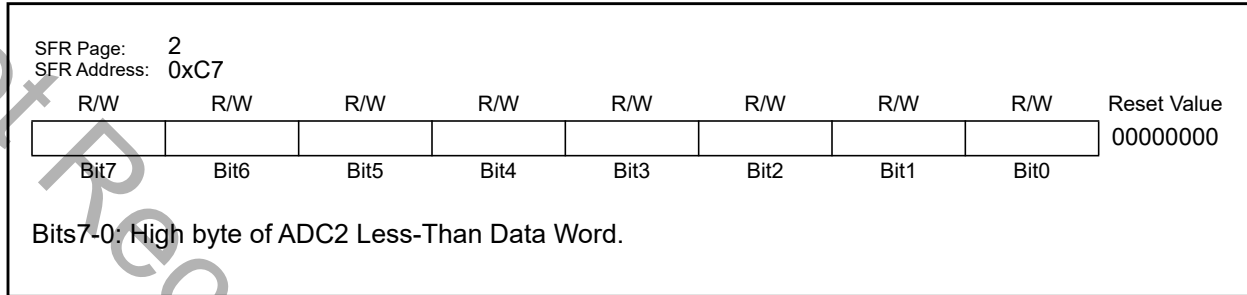 SFR Page: 2
SFR Address: 0xC7
R/W R/W R/W R/W R/W R/W R/W R/W Reset Value
00000000
Bit7 Bit6 Bit5 Bit4 Bit3 Bit2 Bit1 Bit0
Bits7-0: High byte of ADC2 Less-Than Data Word.